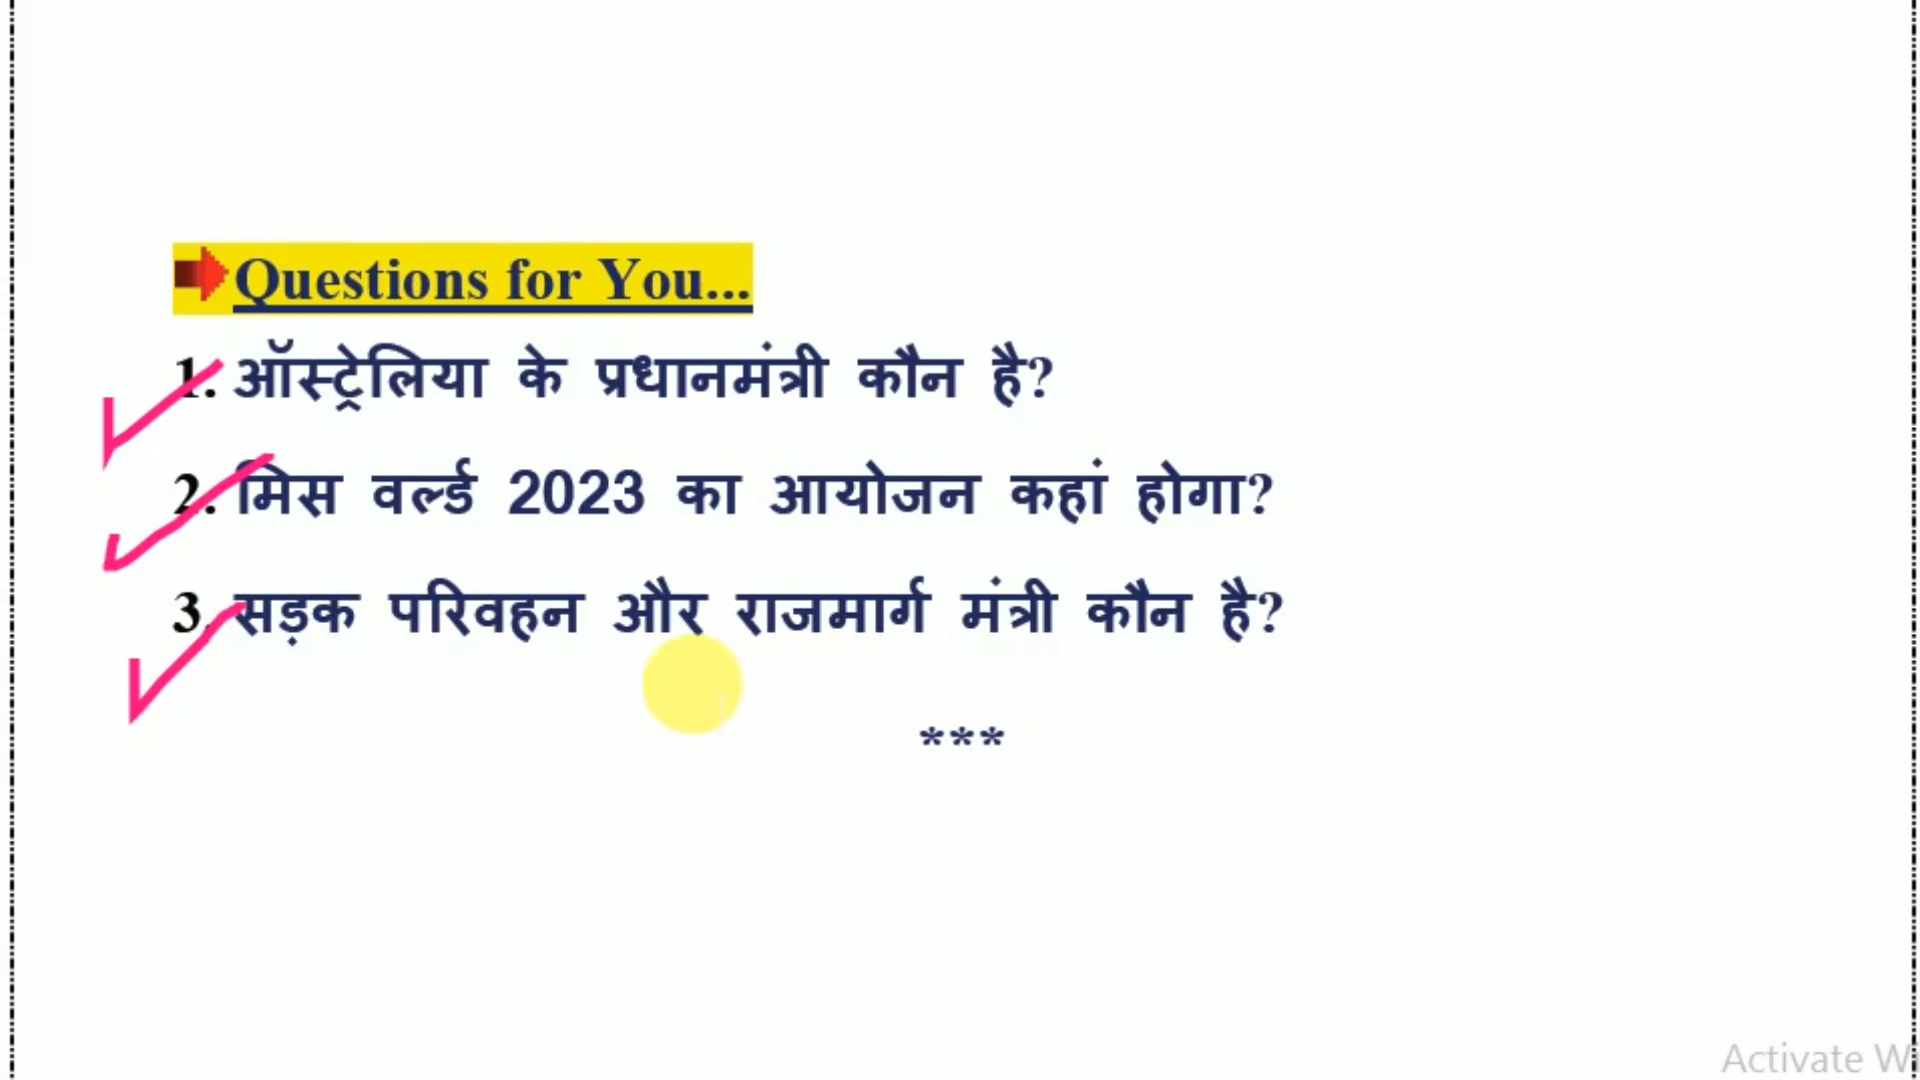 Questions for You...
1. ऑस्ट्रेलिया के प्रधानमंत्री कौन है?
2. मिस वर्ल्ड 2023 का आयोजन कहां होगा?
3. सड़क परिवहन और राजमार्ग मंत्री कौन है?
***
Activate Wi